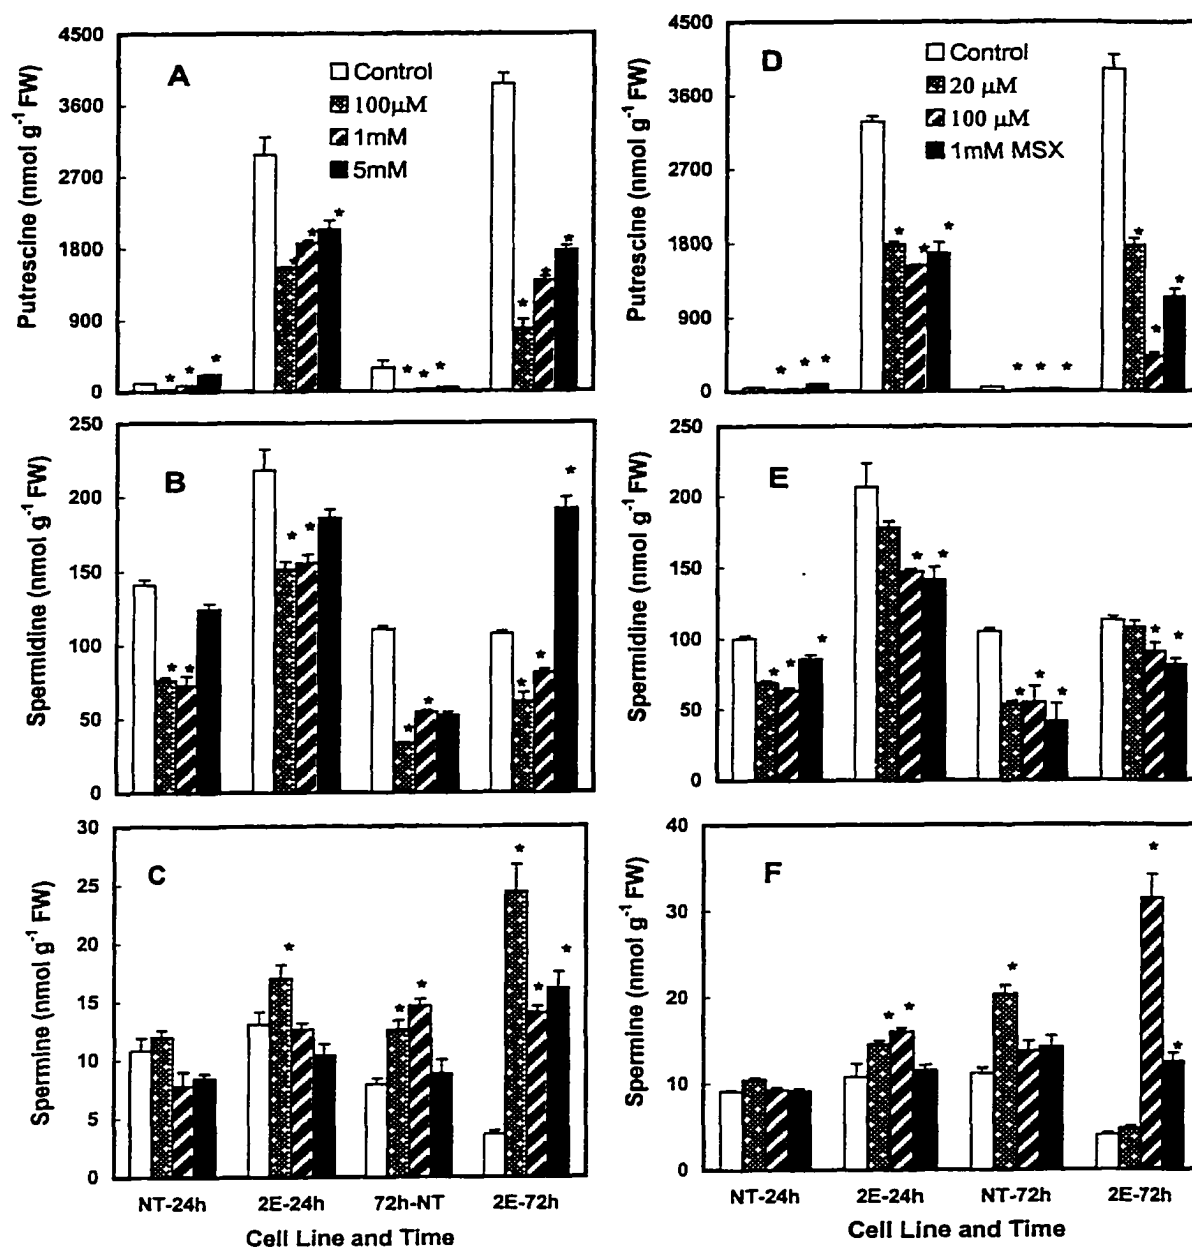 A
Control
100µM
1mM
5mM
Putrescine (nmol g⁻¹ FW)
4500
3600
2700
1800
900
0
* * *
* * * *
* * *
* * *
D
Control
20 µM
100 µM
1mM MSX
Putrescine (nmol g⁻¹ FW)
4500
3600
2700
1800
900
0
* * *
* * *
* * *
* * *
B
Spermidine (nmol g⁻¹ FW)
250
200
150
100
50
0
* *
* *
* *
* * *
E
Spermidine (nmol g⁻¹ FW)
250
200
150
100
50
0
* * *
* *
* * *
* *
C
Spermine (nmol g⁻¹ FW)
30
25
20
15
10
5
0
*
* *
* * *
NT-24h
2E-24h
72h-NT
2E-72h
Cell Line and Time
F
Spermine (nmol g⁻¹ FW)
40
30
20
10
0
* *
*
* *
NT-24h
2E-24h
NT-72h
2E-72h
Cell Line and Time